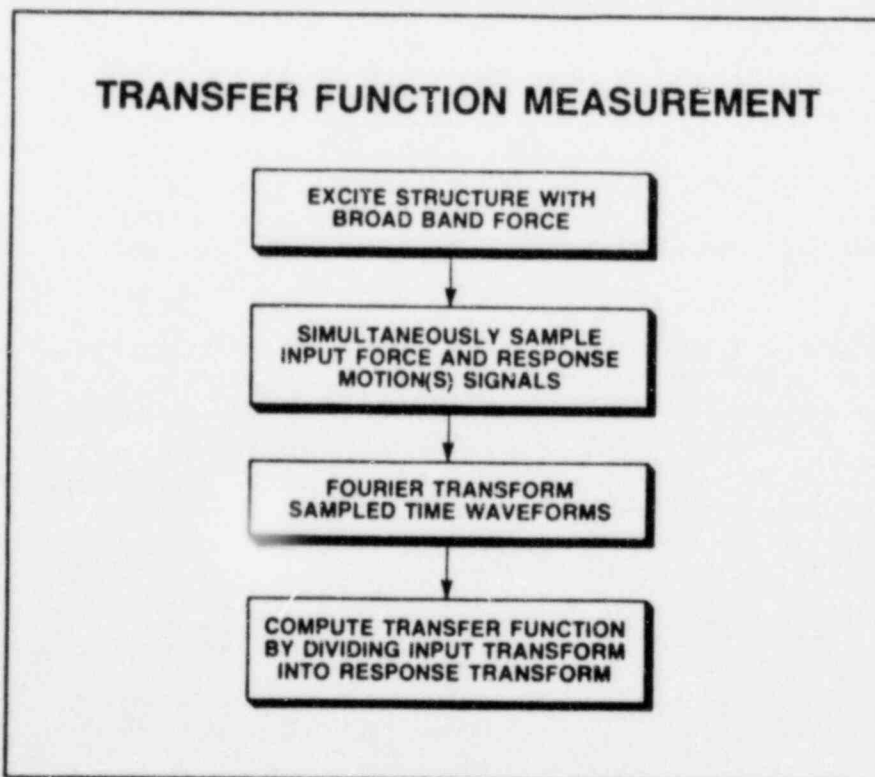 TRANSFER FUNCTION MEASUREMENT
EXCITE STRUCTURE WITH
BROAD BAND FORCE
SIMULTANEOUSLY SAMPLE
INPUT FORCE AND RESPONSE
MOTION(S) SIGNALS
FOURIER TRANSFORM
SAMPLED TIME WAVEFORMS
COMPUTE TRANSFER FUNCTION
BY DIVIDING INPUT TRANSFORM
INTO RESPONSE TRANSFORM